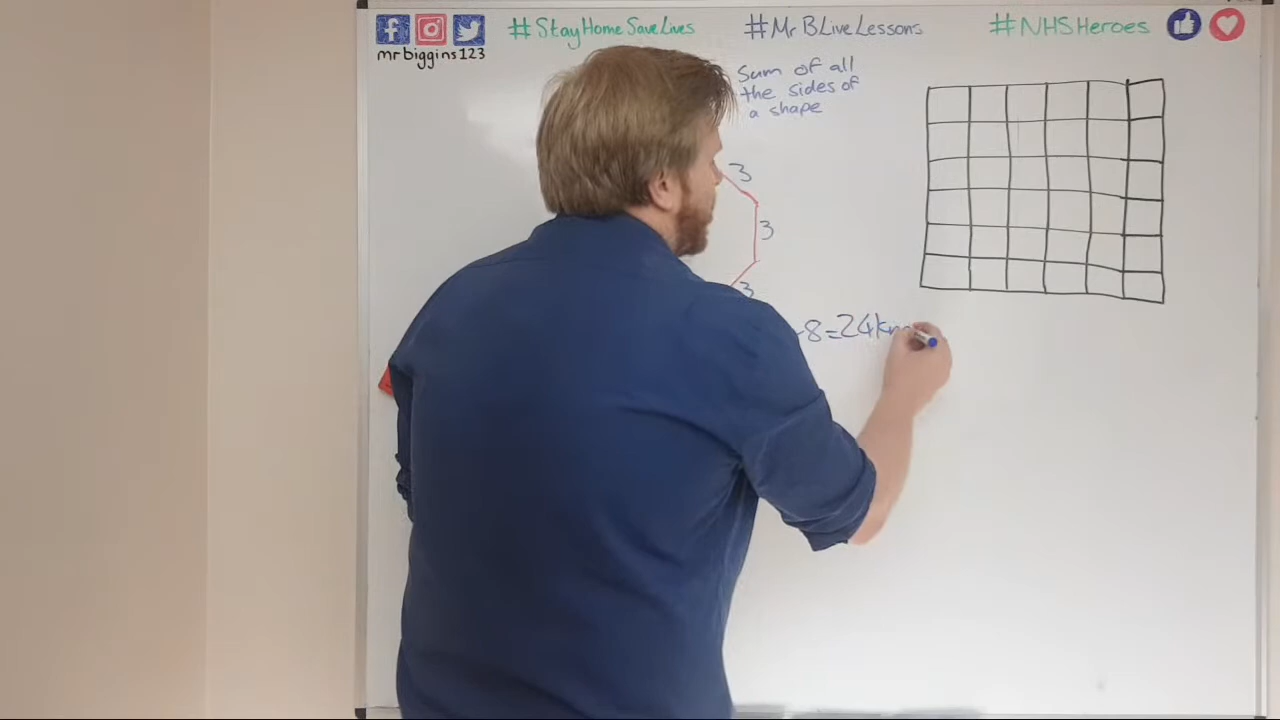 #StayHomeSaveLives
#MrBLiveLessons
#NHSHeroes
mrbiggins123
Sum of all
the sides of
a shape
3
3
3
8=24km